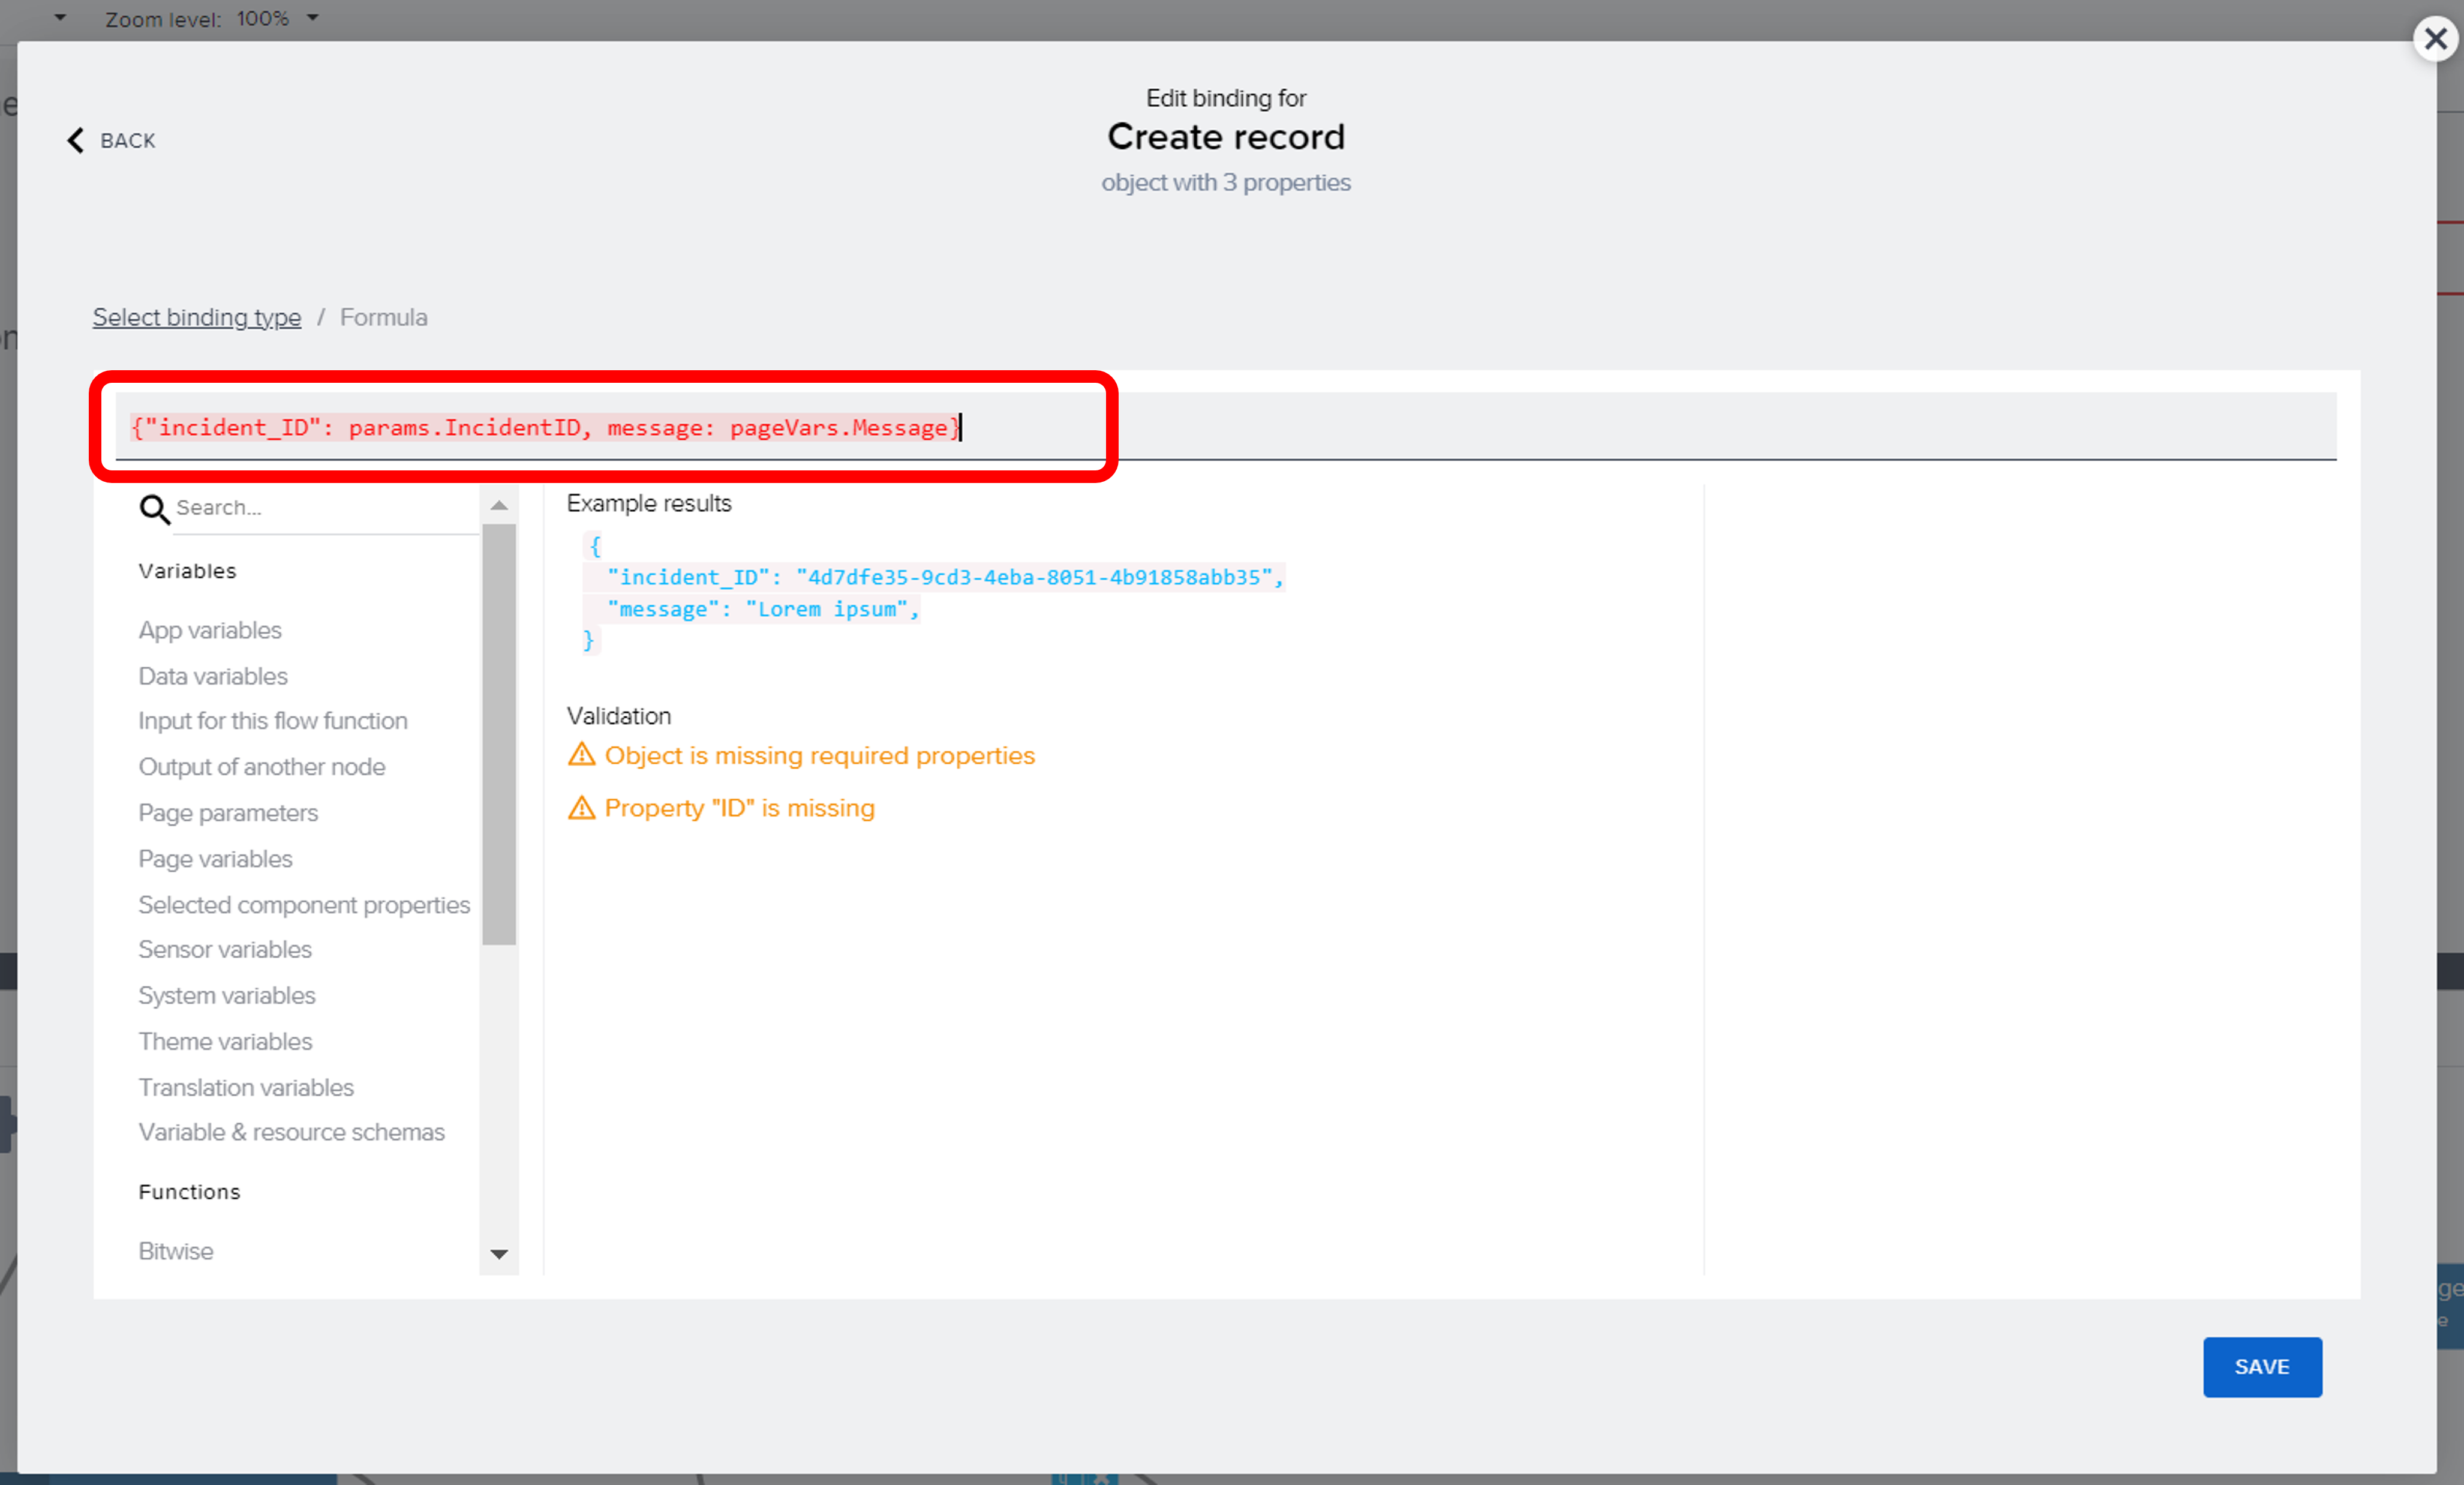 Zoom level: 100%
Edit binding for
BACK
Create record
object with 3 properties
Select binding type / Formula
{"incident_ID": params.IncidentID, message: pageVars.Message}
Search...
Example results
{
"incident_ID": "4d7dfe35-9cd3-4eba-8051-4b91858abb35",
"message": "Lorem ipsum",
}
Validation
Object is missing required properties
Property "ID" is missing
Variables
App variables
Data variables
Input for this flow function
Output of another node
Page parameters
Page variables
Selected component properties
Sensor variables
System variables
Theme variables
Translation variables
Variable & resource schemas
Functions
Bitwise
SAVE